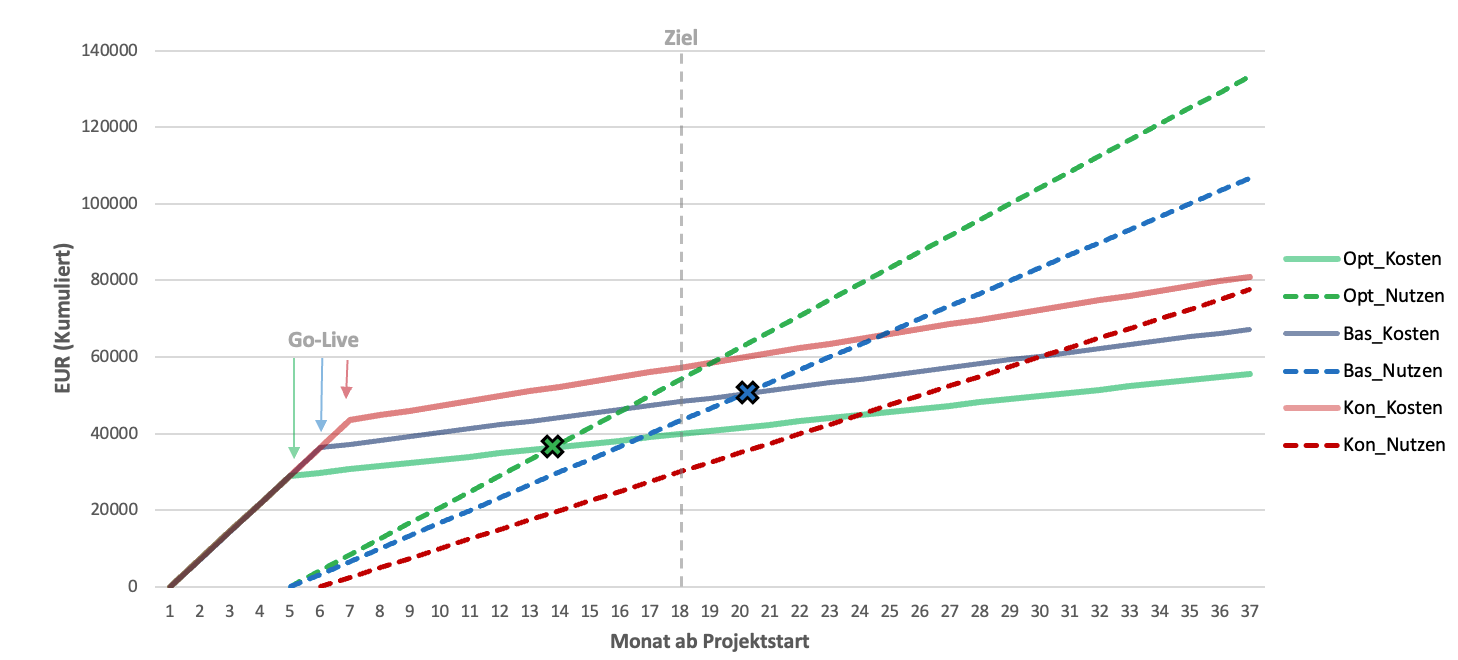 Ziel
140000
120000
100000
80000
60000
40000
20000
0
EUR (Kumuliert)
Go-Live
1 2 3 4 5 6 7 8 9 10 11 12 13 14 15 16 17 18 19 20 21 22 23 24 25 26 27 28 29 30 31 32 33 34 35 36 37
Monat ab Projektstart
Opt_Kosten
Opt_Nutzen
Bas_Kosten
Bas_Nutzen
Kon_Kosten
Kon_Nutzen